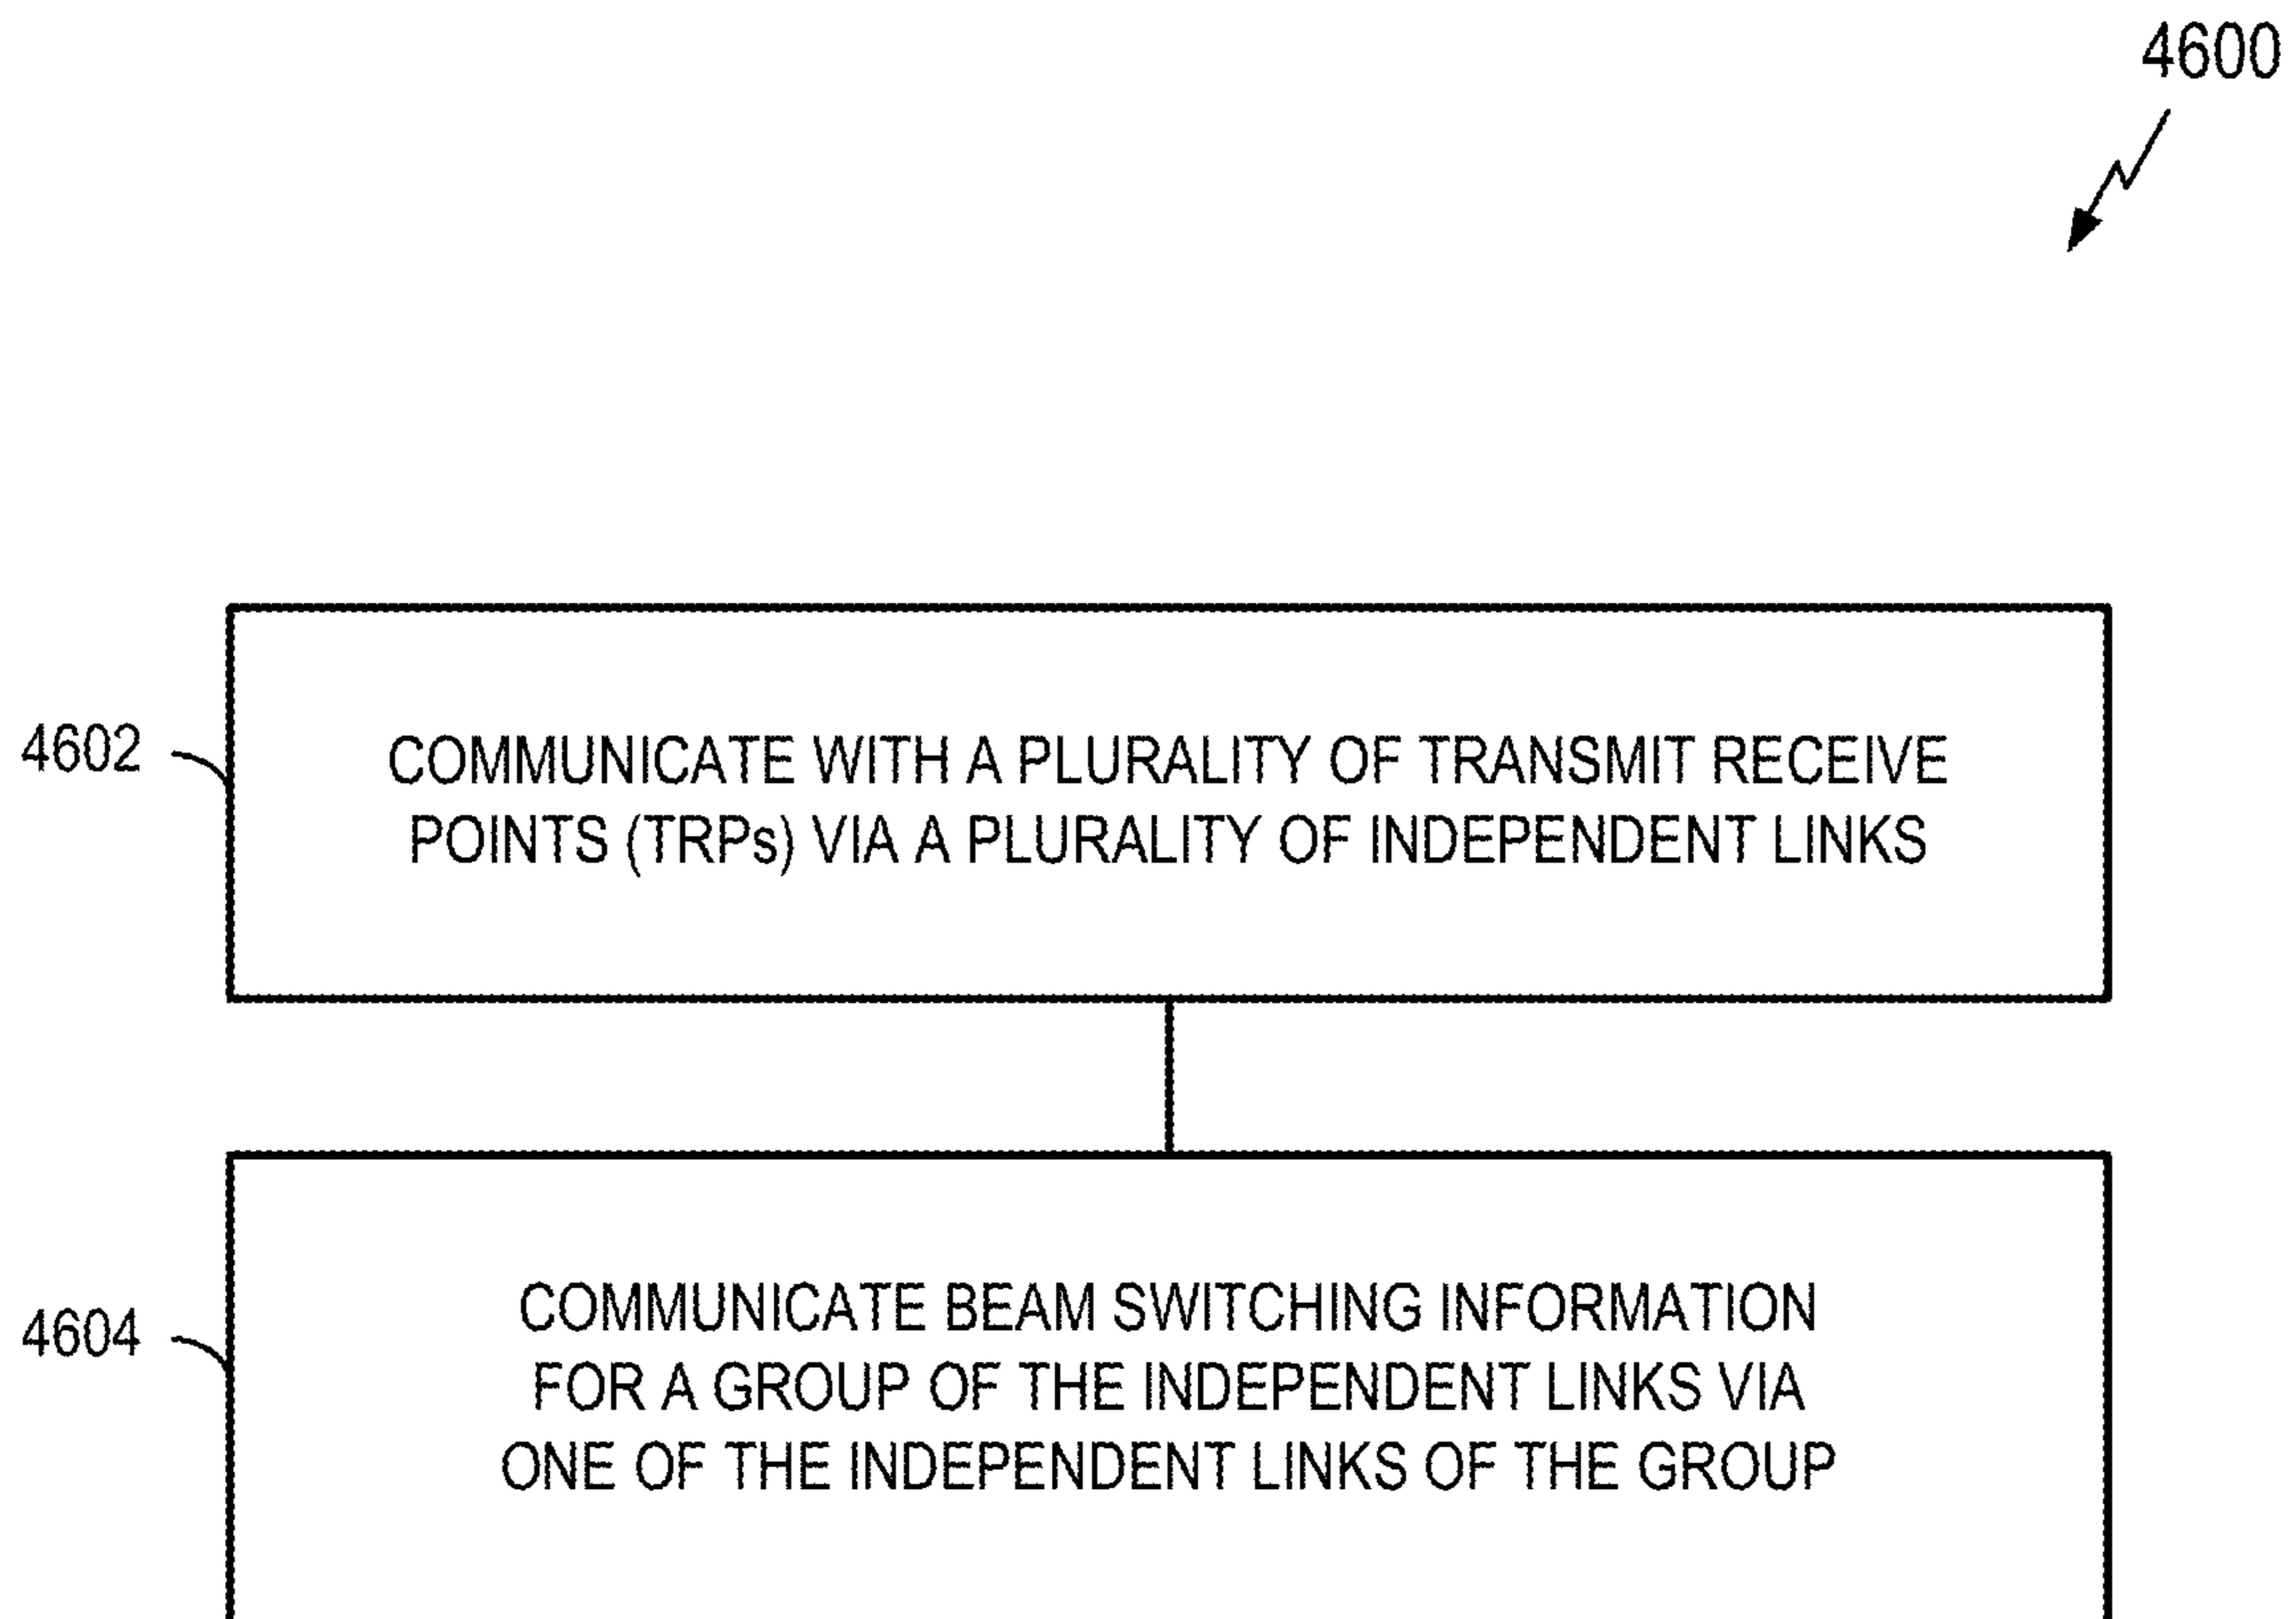 4600
4602
COMMUNICATE WITH A PLURALITY OF TRANSMIT RECEIVE
POINTS (TRPs) VIA A PLURALITY OF INDEPENDENT LINKS
4604
COMMUNICATE BEAM SWITCHING INFORMATION
FOR A GROUP OF THE INDEPENDENT LINKS VIA
ONE OF THE INDEPENDENT LINKS OF THE GROUP